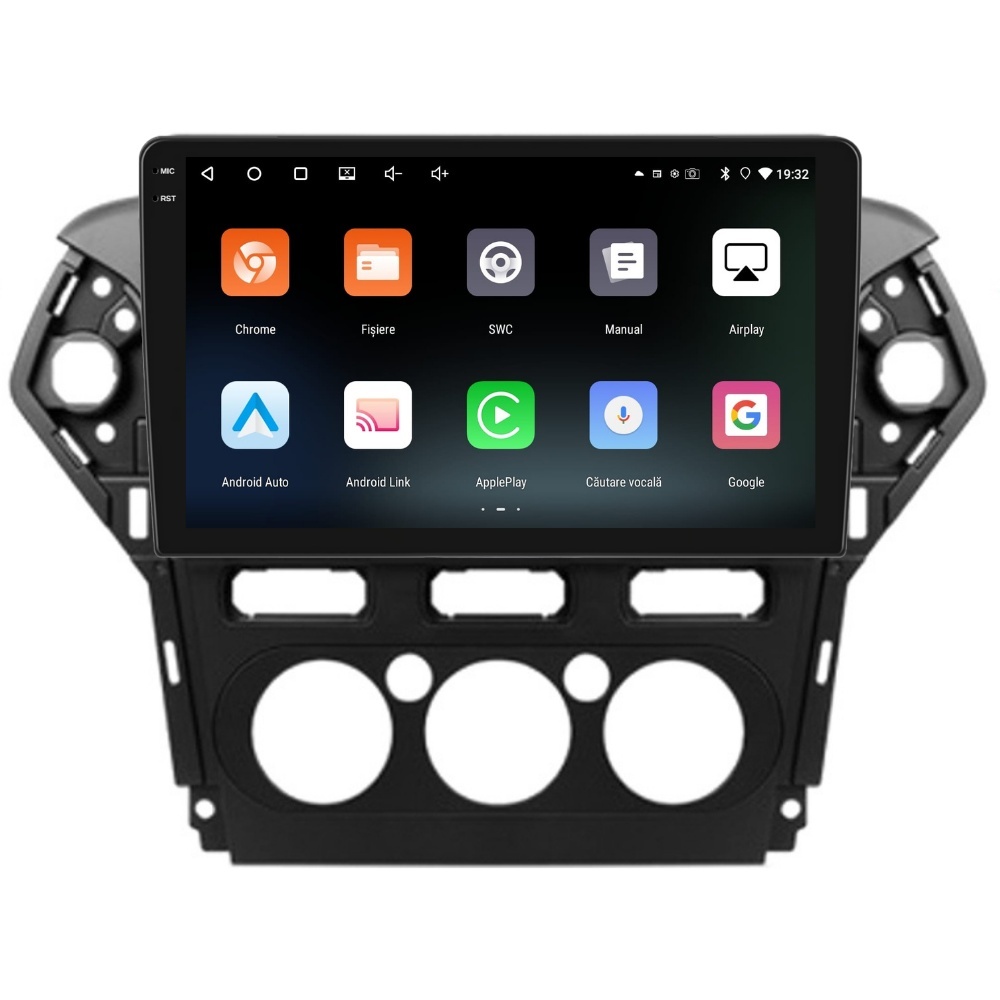 MIC
RST
19:32
Chrome
Fișiere
SWC
Manual
Airplay
Android Auto
Android Link
ApplePlay
Căutare vocală
Google